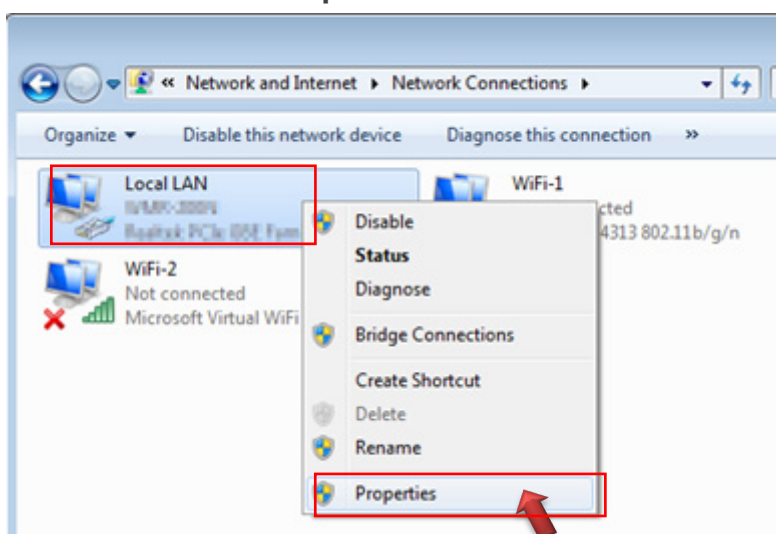 « Network and Internet ▸ Network Connections ▸
Organize ▾ Disable this network device Diagnose this connection »
Local LAN
WiFi-2
Not connected
Microsoft Virtual WiFi
WiFi-1
cted
4313 802.11b/g/n
Disable
Status
Diagnose
Bridge Connections
Create Shortcut
Delete
Rename
Properties